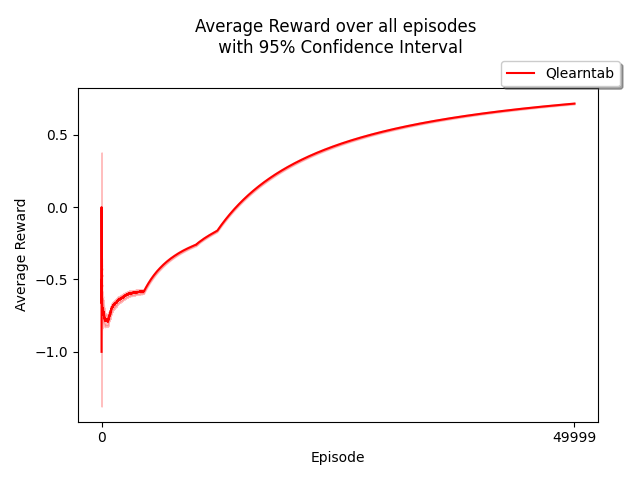 Average Reward over all episodes
with 95% Confidence Interval
Qlearntab
0.5
0.0
−0.5
−1.0
Average Reward
0
49999
Episode